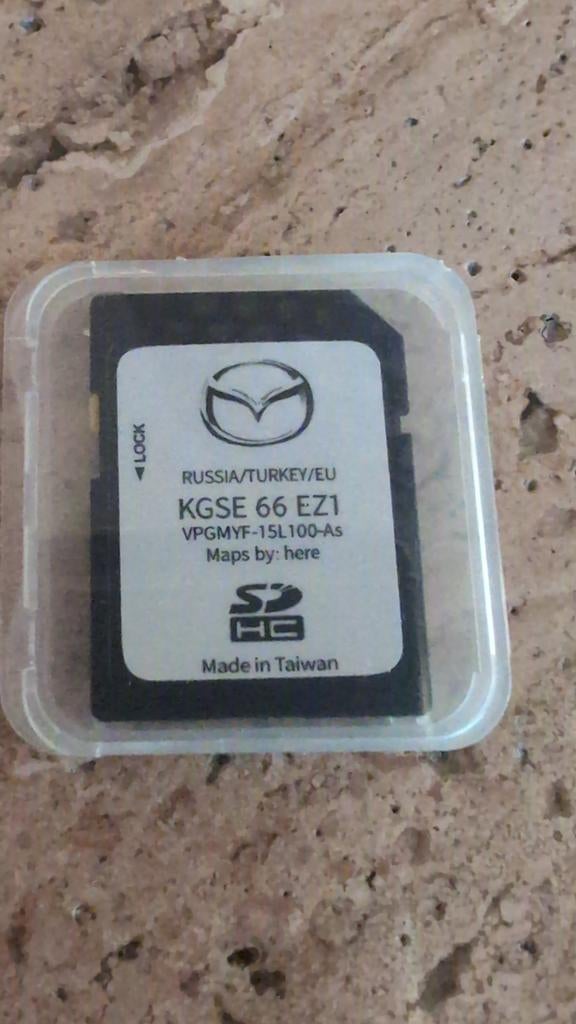 ◄ LOCK
RUSSIA/TURKEY/EU
KGSE 66 EZ1
VPGMYF-15L100-As
Maps by: here
SD
HC
Made in Taiwan